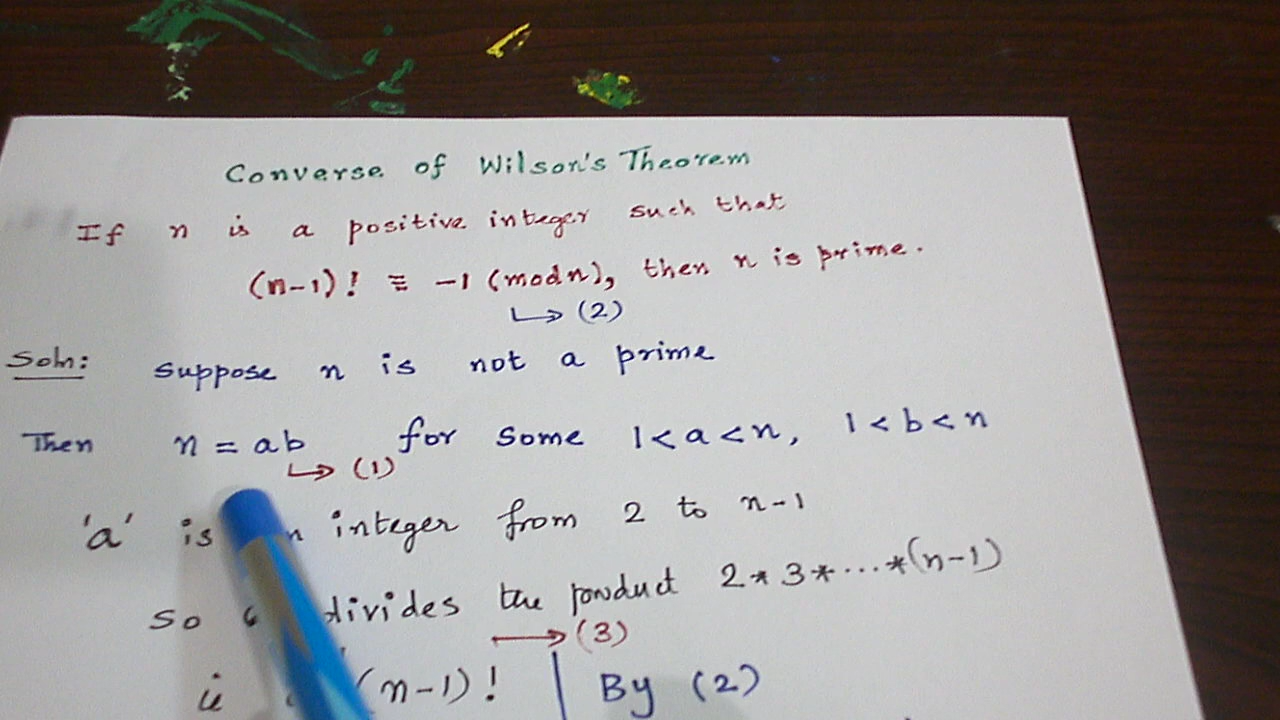 Converse of Wilson's Theorem
If n is a positive integer such that
(n-1)! ≡ -1 (mod n), then n is prime.
↳ (2)
Soln: suppose n is not a prime
Then n = ab for some 1<a<n, 1<b<n
↳ (1)
'a' is integer from 2 to n-1
So divides the product 2*3*...*(n-1)
→ (3)
ie (n-1)! | By (2)